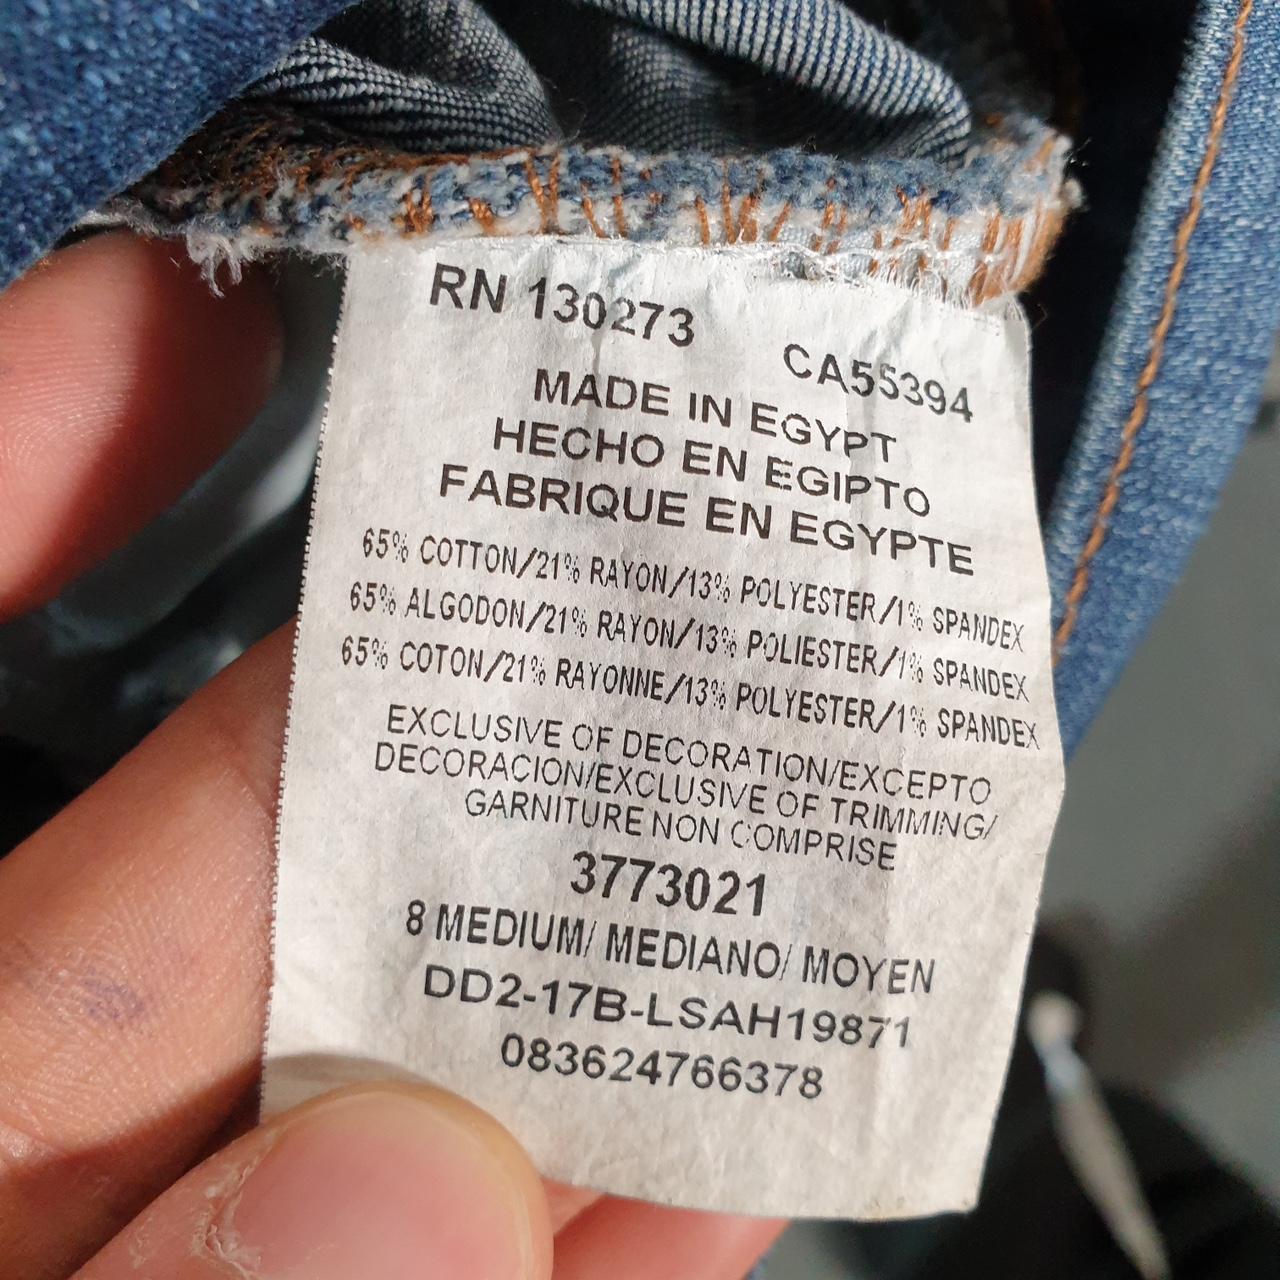 RN 130273
CA55394
MADE IN EGYPT
HECHO EN EGIPTO
FABRIQUE EN EGYPTE
65% COTTON/21% RAYON/13% POLYESTER/1% SPANDEX
65% ALGODON/21% RAYON/13% POLIESTER/1% SPANDEX
65% COTON/21% RAYONNE/13% POLYESTER/1% SPANDEX
EXCLUSIVE OF DECORATION/EXCEPTO
DECORACION/EXCLUSIVE OF TRIMMING/
GARNITURE NON COMPRISE
3773021
8 MEDIUM/ MEDIANO/ MOYEN
DD2-17B-LSAH19871
083624766378